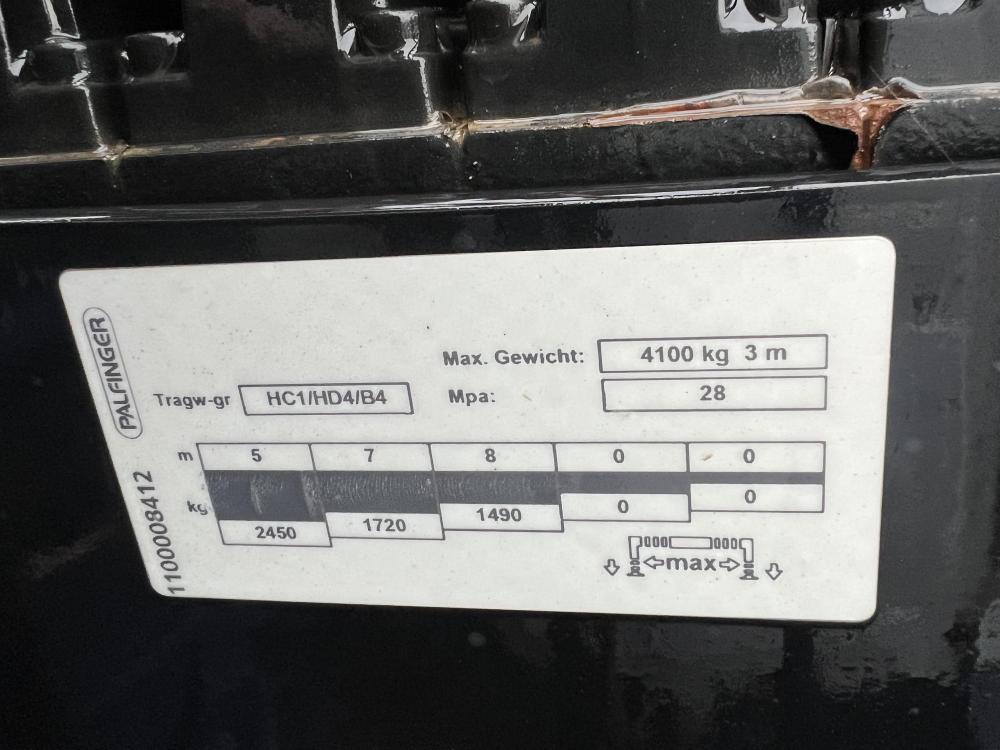 PALFINGER
1100008412
Max. Gewicht: 4100 kg 3 m
Tragw-gr HC1/HD4/B4 Mpa: 28
m 5 7 8 0 0
kg 2450 1720 1490 0 0
max